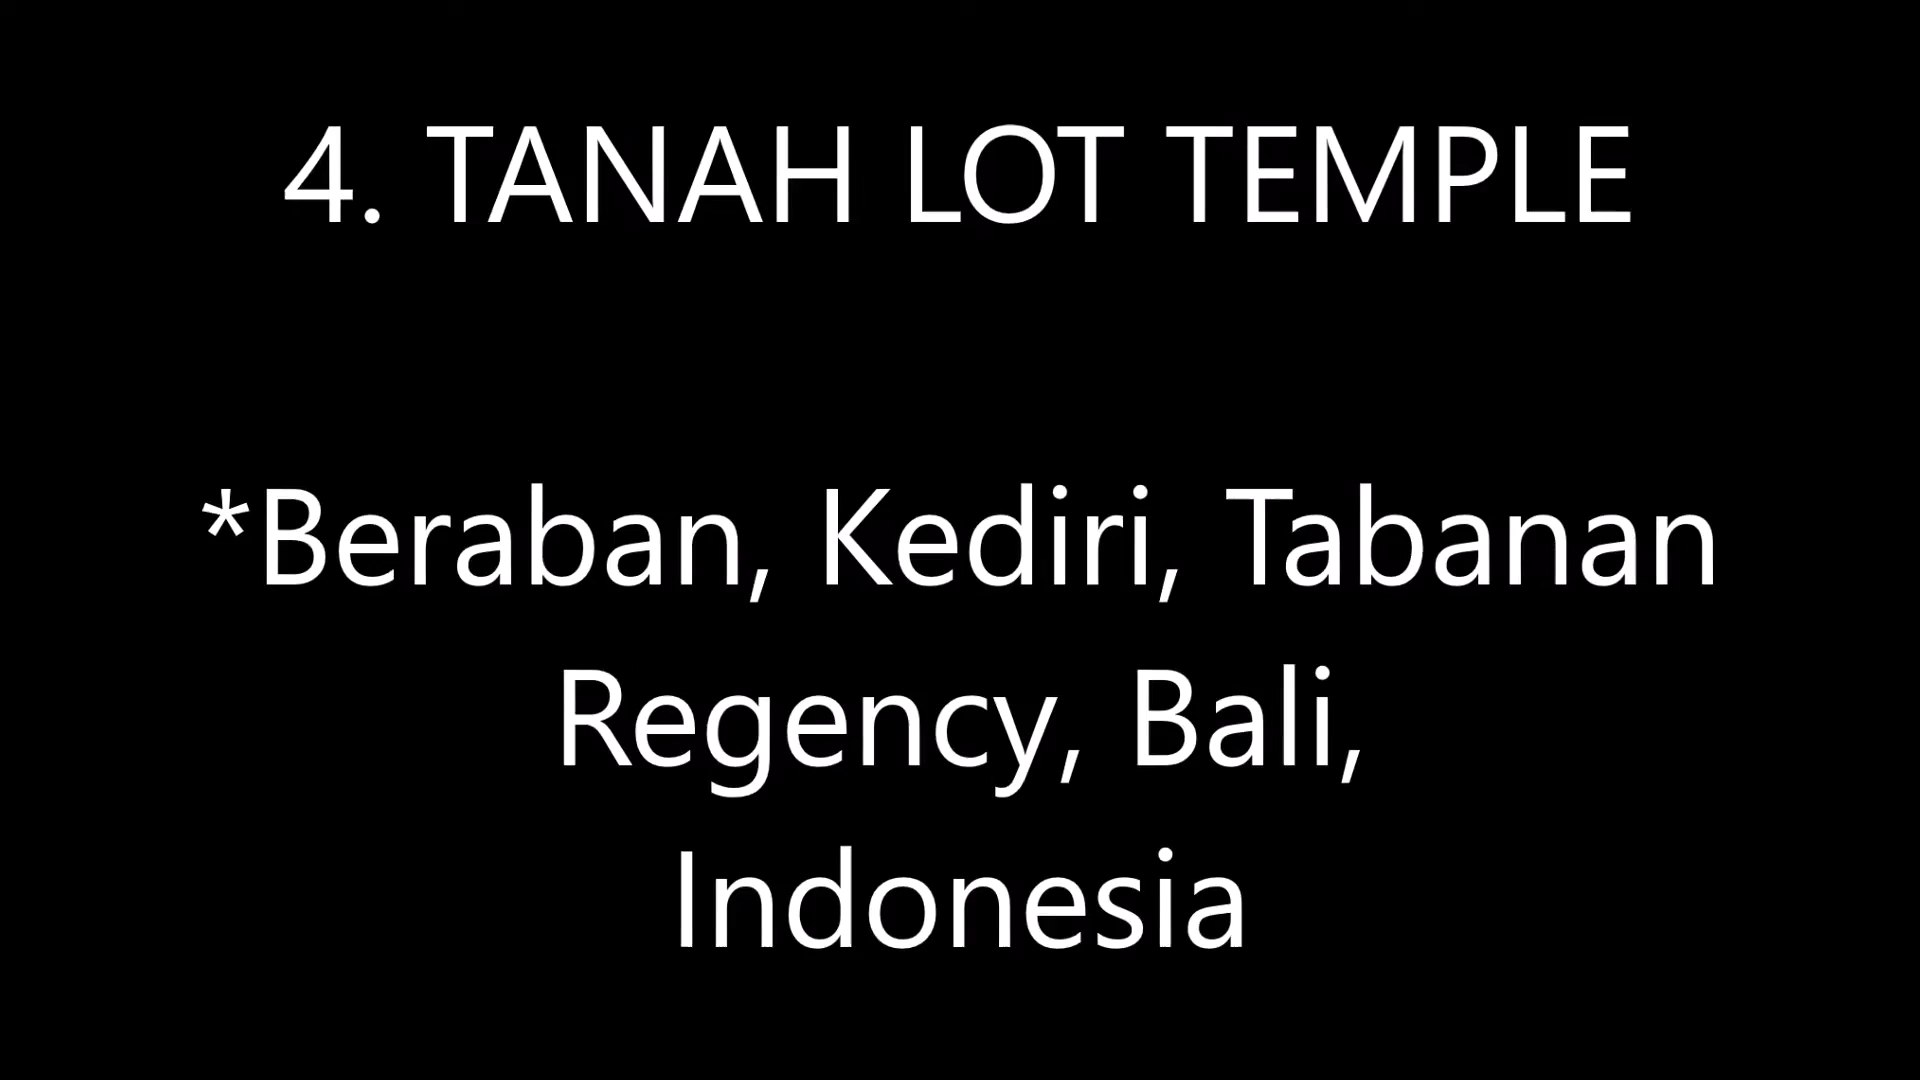 4. TANAH LOT TEMPLE
*Beraban, Kediri, Tabanan
Regency, Bali,
Indonesia